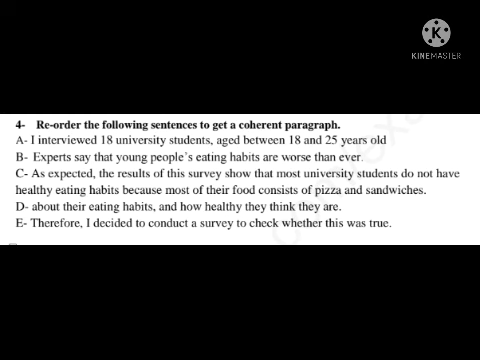 KINEMASTER
4- Re-order the following sentences to get a coherent paragraph.
A- I interviewed 18 university students, aged between 18 and 25 years old
B- Experts say that young people's eating habits are worse than ever.
C- As expected, the results of this survey show that most university students do not have
healthy eating habits because most of their food consists of pizza and sandwiches.
D- about their eating habits, and how healthy they think they are.
E- Therefore, I decided to conduct a survey to check whether this was true.